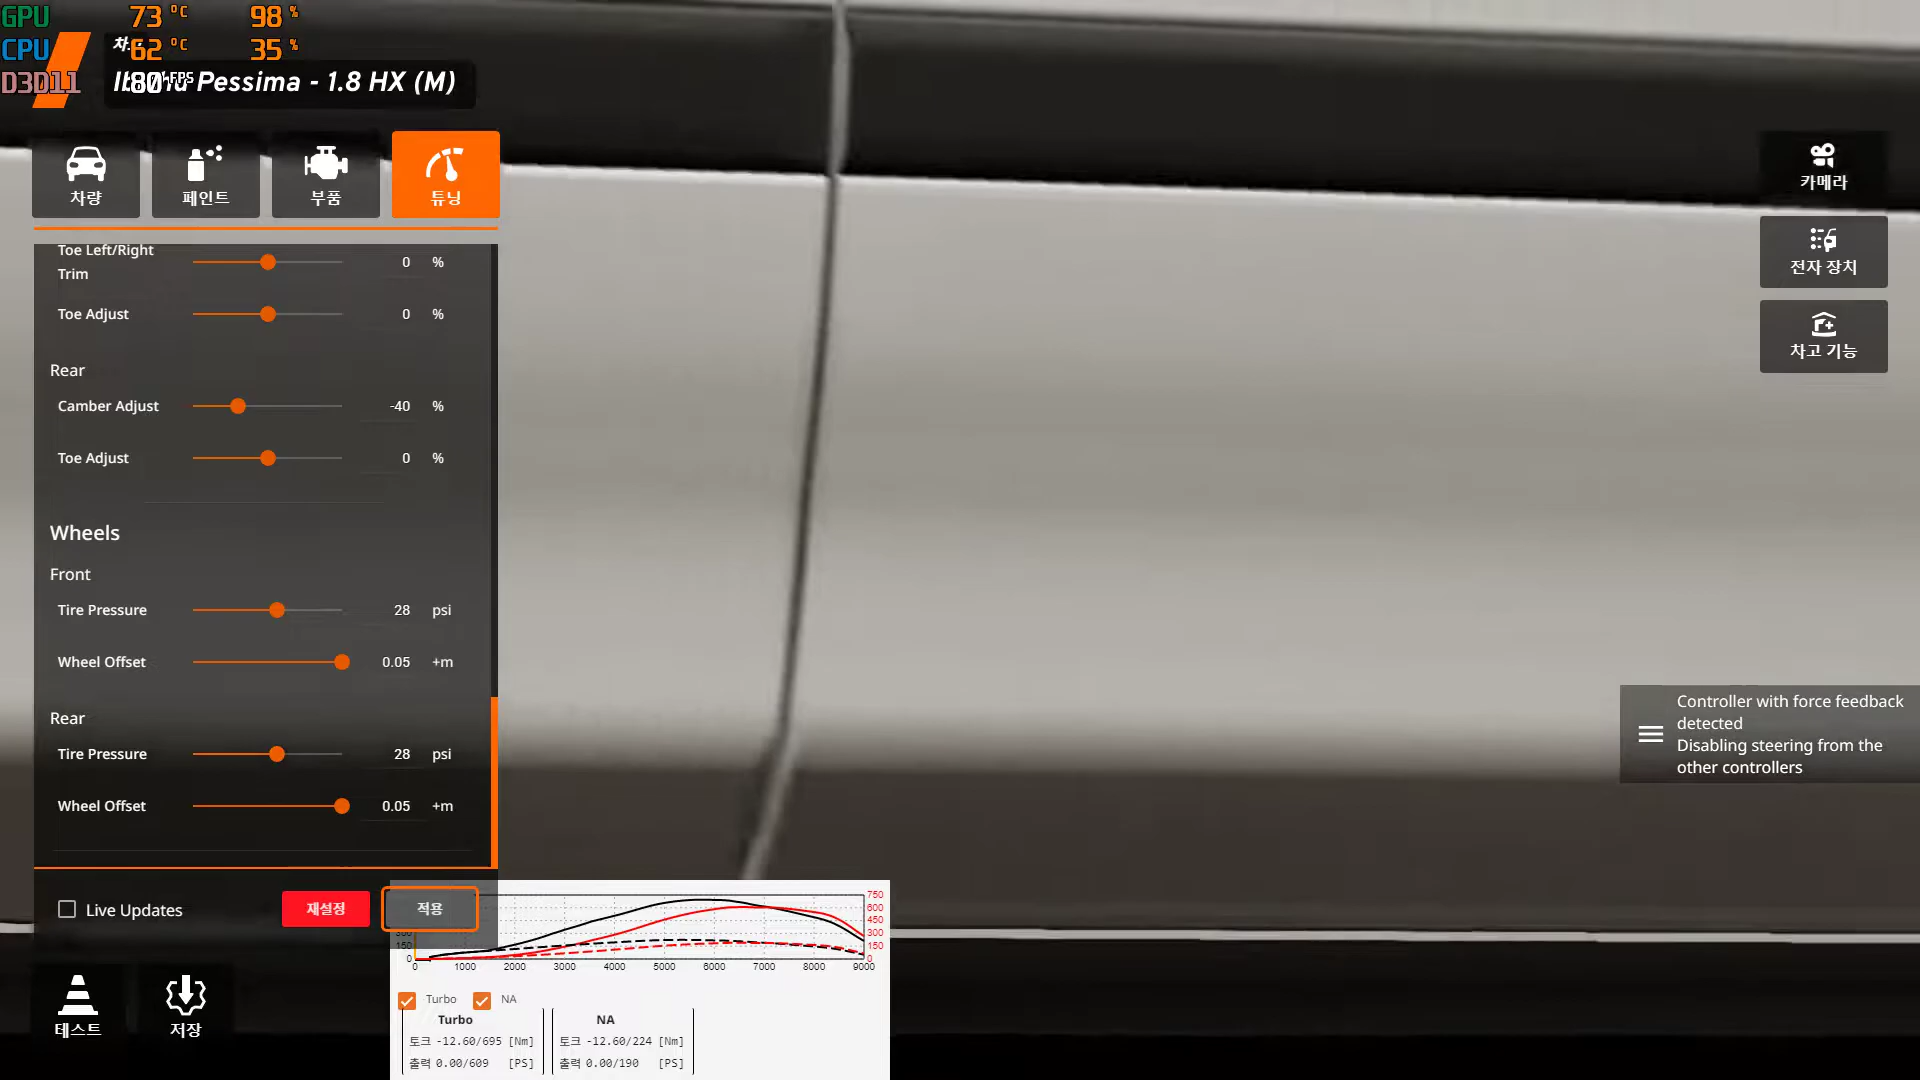 GPU 73 °C 98 %
CPU 62 °C 35 %
D3D11 80 FPS
Pessima - 1.8 HX (M)
차량
페인트
부품
튜닝
카메라
전자 장치
차고 기능
Toe Left/Right
Trim
0 %
Toe Adjust 0 %
Rear
Camber Adjust -40 %
Toe Adjust 0 %
Wheels
Front
Tire Pressure 28 psi
Wheel Offset 0.05 +m
Rear
Tire Pressure 28 psi
Wheel Offset 0.05 +m
Controller with force feedback
detected
Disabling steering from the
other controllers
Live Updates
재설정
적용
750
600
450
300 300
150 150
0 0
0 1000 2000 3000 4000 5000 6000 7000 8000 9000
Turbo NA
Turbo
토크 -12.60/695 [Nm]
출력 0.00/609 [PS]
NA
토크 -12.60/224 [Nm]
출력 0.00/190 [PS]
테스트
저장